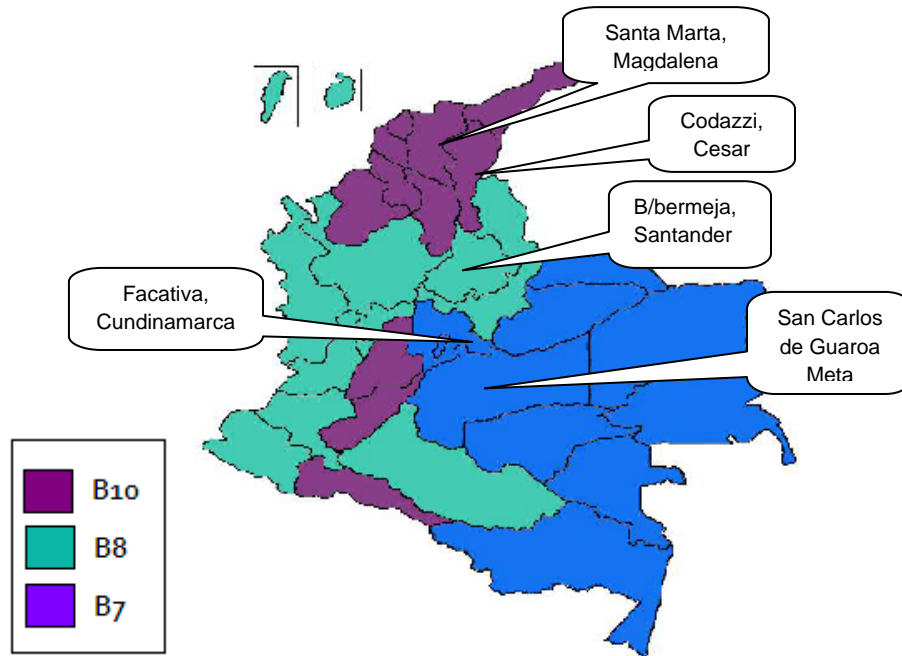 Santa Marta,
Magdalena
Codazzi,
Cesar
B/bermeja,
Santander
Facativa,
Cundinamarca
San Carlos
de Guaroa
Meta
B10
B8
B7